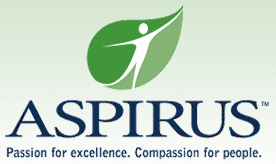 ASPIRUS™
Passion for excellence. Compassion for people.